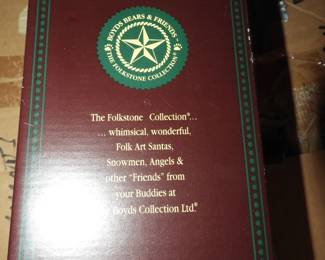 BOYDS BEARS & FRIENDS™
THE FOLKSTONE COLLECTION
The Folkstone Collection®...
... whimsical, wonderful,
Folk Art Santas,
Snowmen, Angels &
other "Friends" from
your Buddies at
Boyds Collection Ltd.®